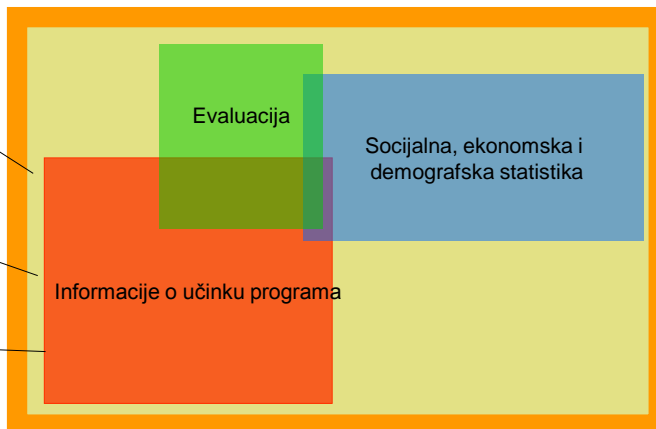 Evaluacija
Socijalna, ekonomska i
demografska statistika
Informacije o učinku programa